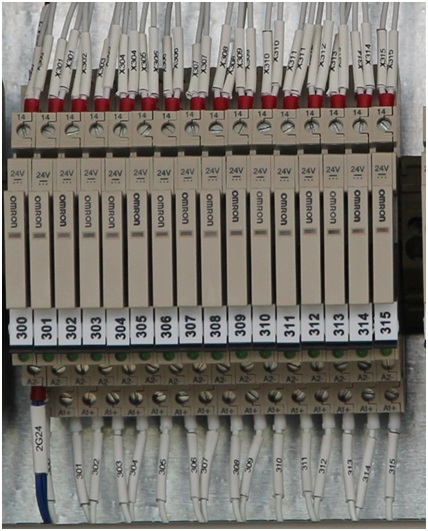 X301 X302 X304 X304 X305 X307 X307 X308 X309 X310 X310 X311 X311 X312 X313 X314 X315 X315
14 14 14 14 14 14 14 14 14 14 14 14 14 14 14 14
24V 24V 24V 24V 24V 24V 24V 24V 24V 24V 24V 24V 24V 24V 24V 24V
omron omron omron omron omron omron omron omron omron omron omron omron omron omron omron omron
300 301 302 303 304 305 306 307 308 309 310 311 312 313 314 315
A2- A2- A2- A2- A2- A2- A2- A2- A2- A2- A2- A2- A2- A2- A2-
A1+ A1+ A1+ A1+ A1+ A1+ A1+ A1+ A1+ A1+ A1+ A1+ A1+ A1+ A1+
2G24
301 302 303 304 305 306 307 308 309 310 311 312 313 314 315